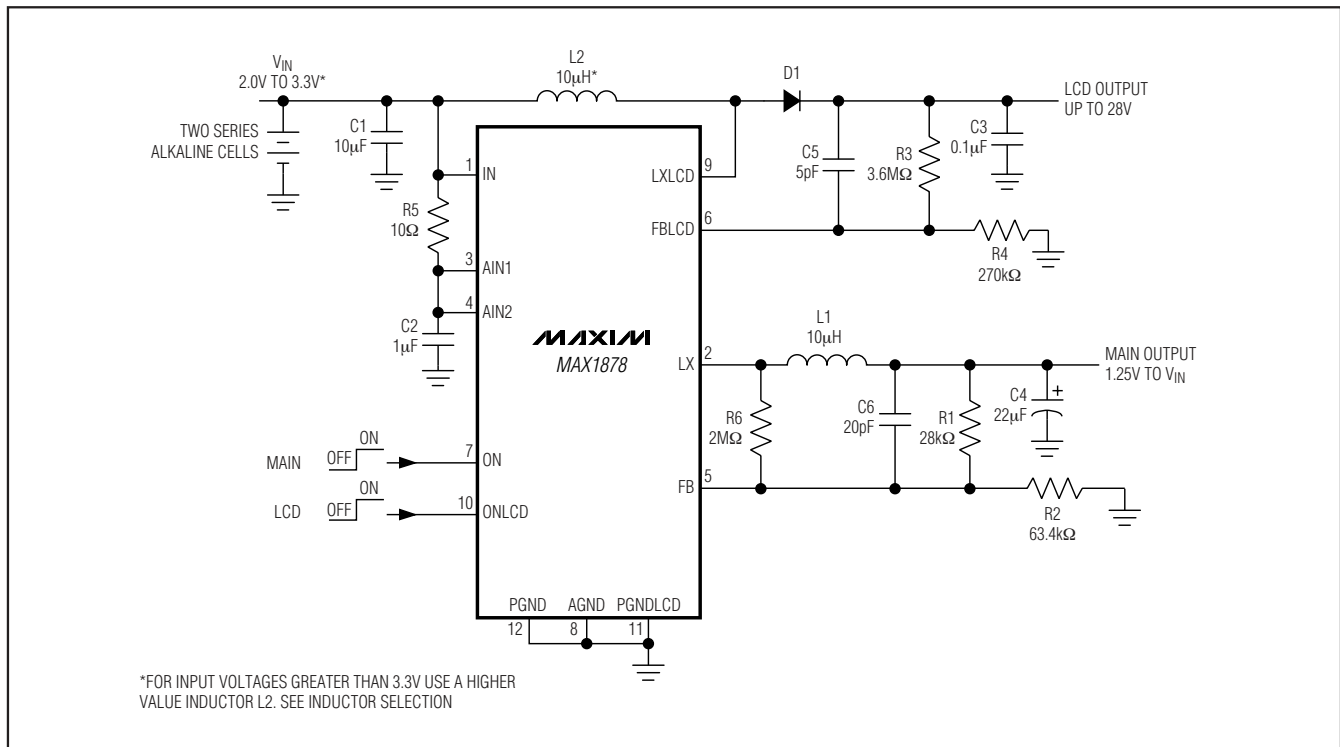 VIN
2.0V TO 3.3V*
L2
10µH*
D1
LCD OUTPUT
UP TO 28V
TWO SERIES
ALKALINE CELLS
C1
10µF
C5
5pF
R3
3.6MΩ
C3
0.1µF
1
IN
9
LXLCD
R5
10Ω
6
FBLCD
R4
270kΩ
3
AIN1
4
AIN2
C2
1µF
MAXIM
MAX1878
L1
10µH
2
LX
MAIN OUTPUT
1.25V TO VIN
R6
2MΩ
C6
20pF
R1
28kΩ
C4
22µF
+
MAIN
OFF
ON
7
ON
5
FB
R2
63.4kΩ
LCD
OFF
ON
10
ONLCD
PGND
AGND
PGNDLCD
12
8
11
*FOR INPUT VOLTAGES GREATER THAN 3.3V USE A HIGHER
VALUE INDUCTOR L2. SEE INDUCTOR SELECTION